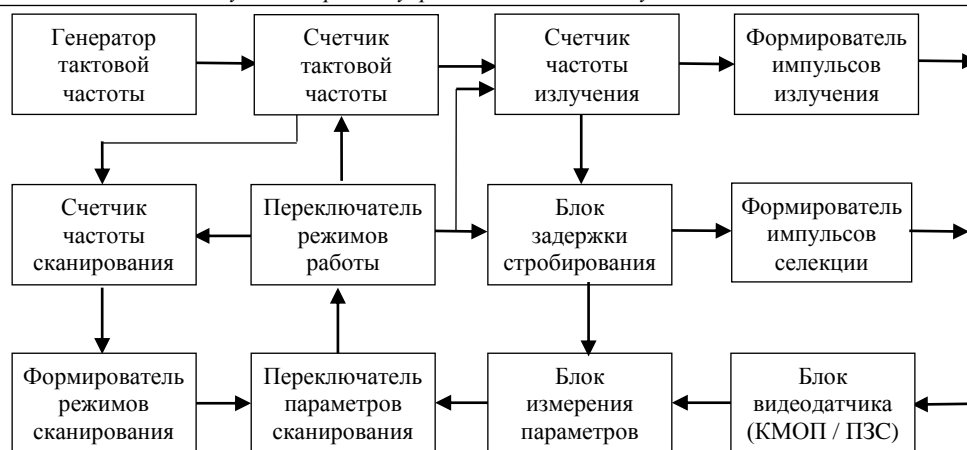 Генератор
тактовой
частоты
Счетчик
тактовой
частоты
Счетчик
частоты
излучения
Формирователь
импульсов
излучения
Счетчик
частоты
сканирования
Переключатель
режимов
работы
Блок
задержки
стробирования
Формирователь
импульсов
селекции
Формирователь
режимов
сканирования
Переключатель
параметров
сканирования
Блок
измерения
параметров
Блок
видеодатчика
(КМОП / ПЗС)